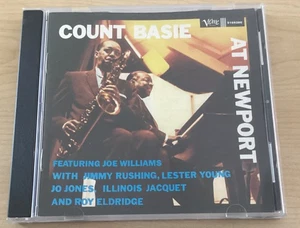 COUNT BASIE
AT NEWPORT
Verve
STEREO
FEATURING JOE WILLIAMS
WITH JIMMY RUSHING, LESTER YOUNG
JO JONES ILLINOIS JACQUET
AND ROY ELDRIDGE